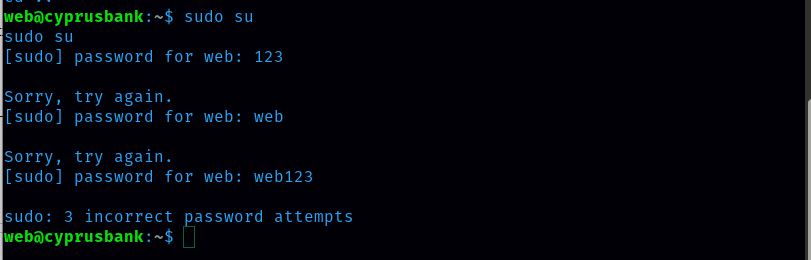 web@cyprusbank:~$ sudo su
sudo su
[sudo] password for web: 123
Sorry, try again.
[sudo] password for web: web
Sorry, try again.
[sudo] password for web: web123
sudo: 3 incorrect password attempts
web@cyprusbank:~$